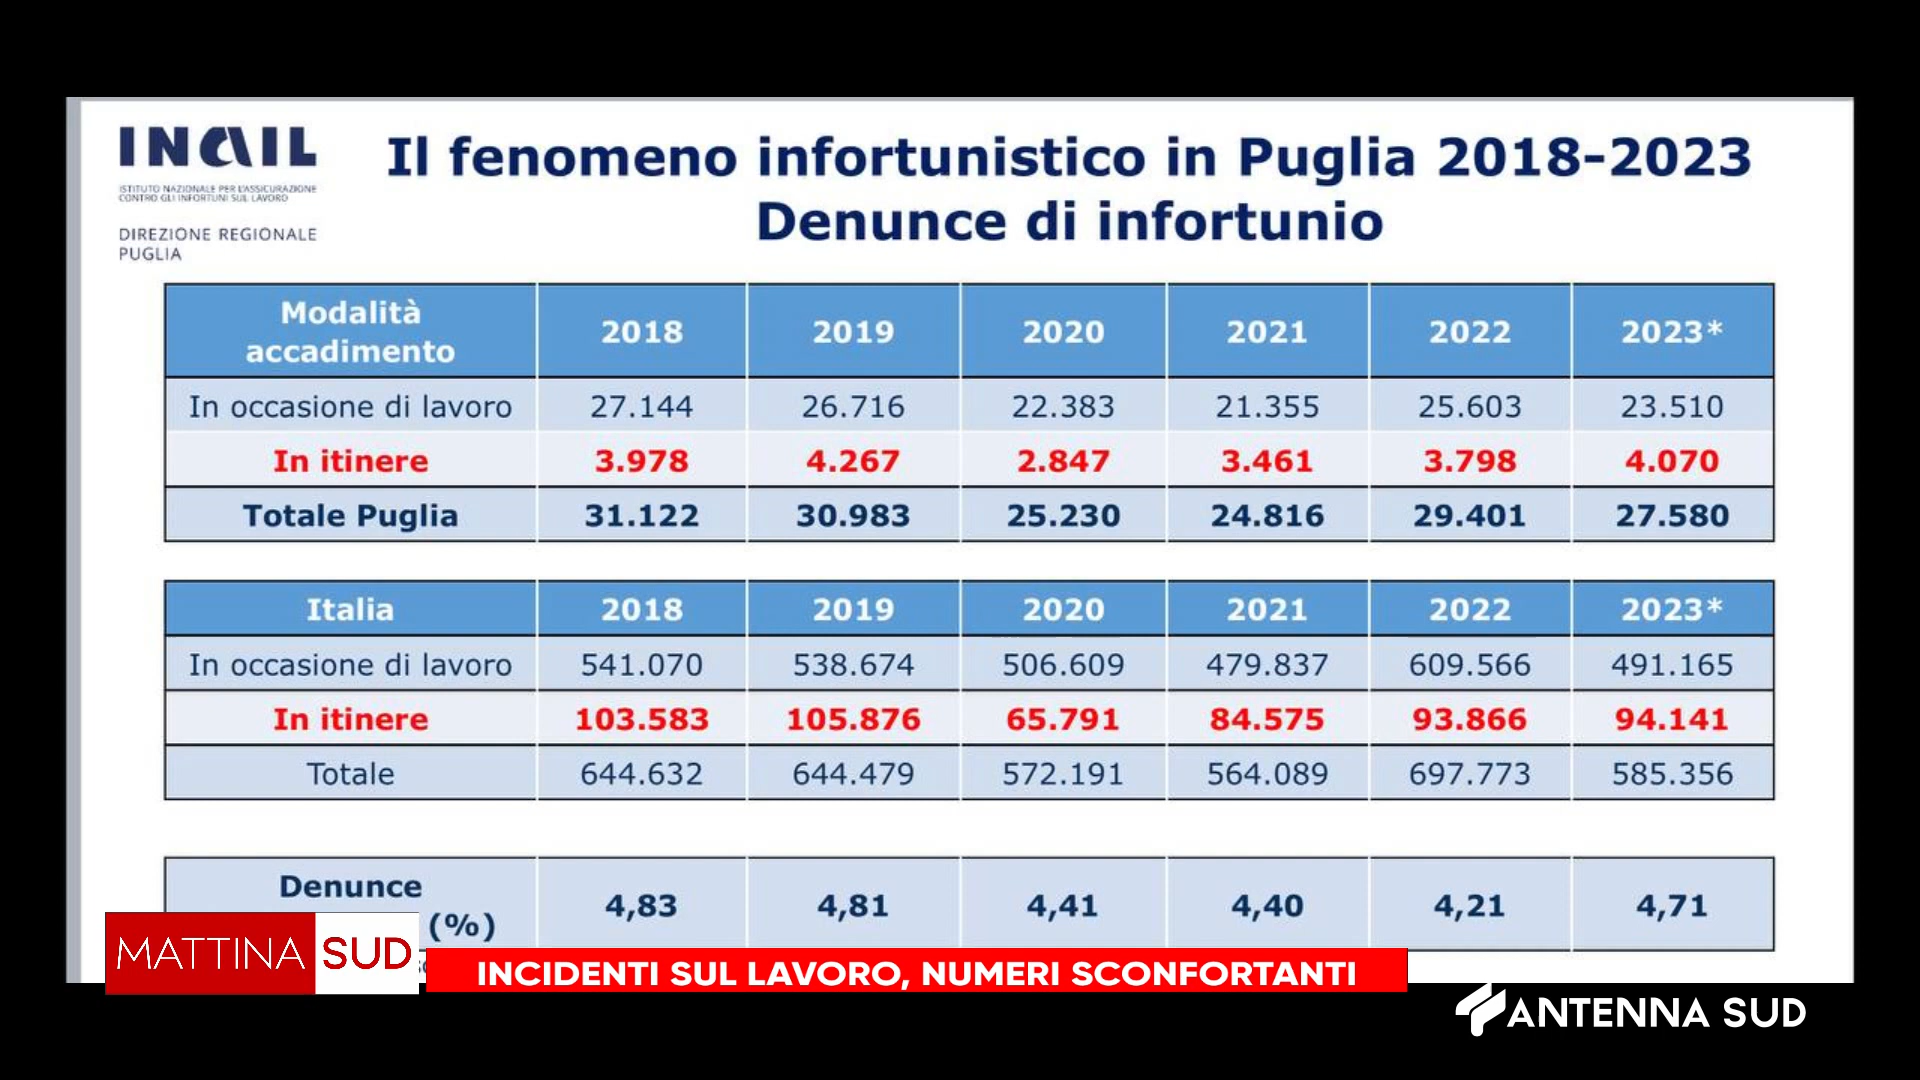 INAIL
ISTITUTO NAZIONALE PER L'ASSICURAZIONE
CONTRO GLI INFORTUNI SUL LAVORO
DIREZIONE REGIONALE
PUGLIA
Il fenomeno infortunistico in Puglia 2018-2023
Denunce di infortunio
Modalità accadimento 2018 2019 2020 2021 2022 2023*
In occasione di lavoro 27.144 26.716 22.383 21.355 25.603 23.510
In itinere 3.978 4.267 2.847 3.461 3.798 4.070
Totale Puglia 31.122 30.983 25.230 24.816 29.401 27.580
Italia 2018 2019 2020 2021 2022 2023*
In occasione di lavoro 541.070 538.674 506.609 479.837 609.566 491.165
In itinere 103.583 105.876 65.791 84.575 93.866 94.141
Totale 644.632 644.479 572.191 564.089 697.773 585.356
Denunce (%) 4,83 4,81 4,41 4,40 4,21 4,71
MATTINA SUD
INCIDENTI SUL LAVORO, NUMERI SCONFORTANTI
ANTENNA SUD